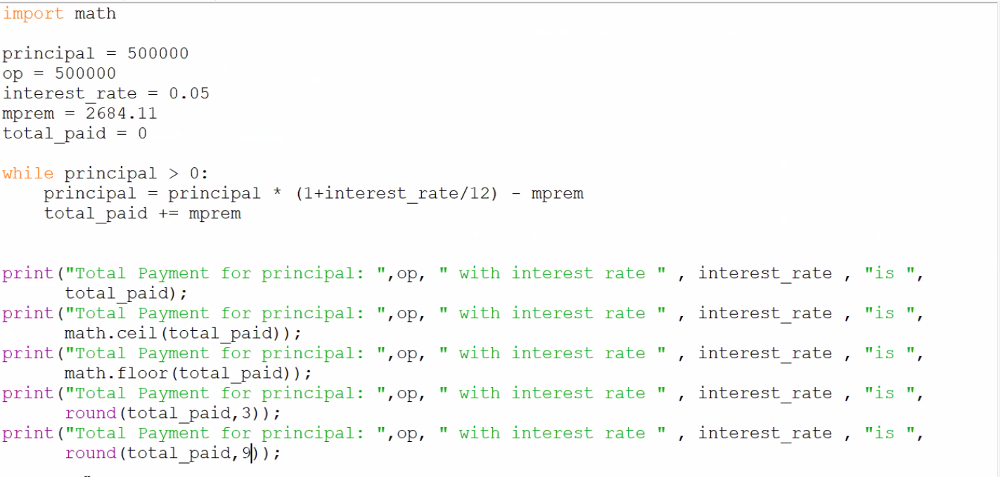 import math
principal = 500000
op = 500000
interest_rate = 0.05
mprem = 2684.11
total_paid = 0
while principal > 0:
    principal = principal * (1+interest_rate/12) - mprem
    total_paid += mprem
print("Total Payment for principal: ",op, " with interest rate " , interest_rate , "is ",
      total_paid);
print("Total Payment for principal: ",op, " with interest rate " , interest_rate , "is ",
      math.ceil(total_paid));
print("Total Payment for principal: ",op, " with interest rate " , interest_rate , "is ",
      math.floor(total_paid));
print("Total Payment for principal: ",op, " with interest rate " , interest_rate , "is ",
      round(total_paid,3));
print("Total Payment for principal: ",op, " with interest rate " , interest_rate , "is ",
      round(total_paid,9));